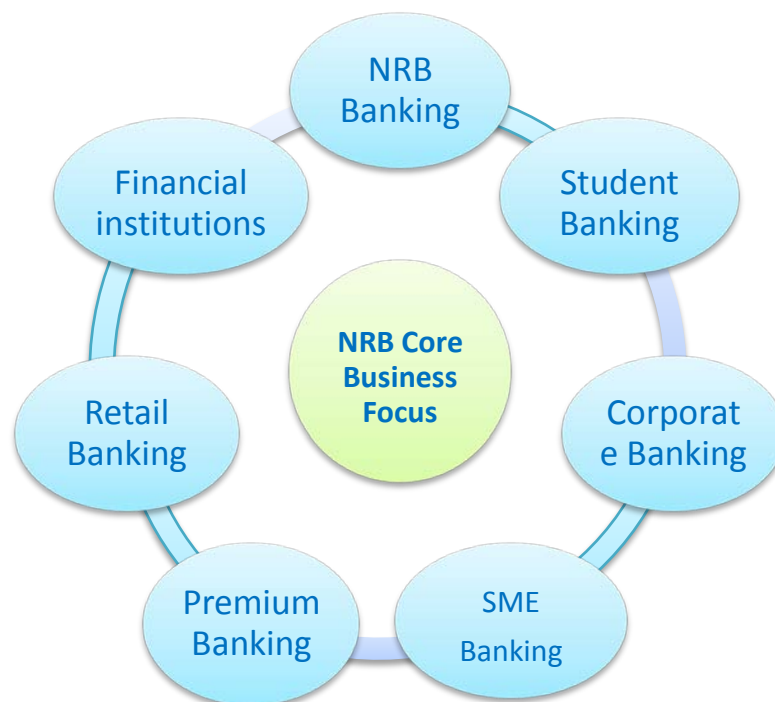 NRB
Banking
Student
Banking
Financial
institutions
NRB Core
Business
Focus
Retail
Banking
Corporat
e Banking
Premium
Banking
SME
Banking